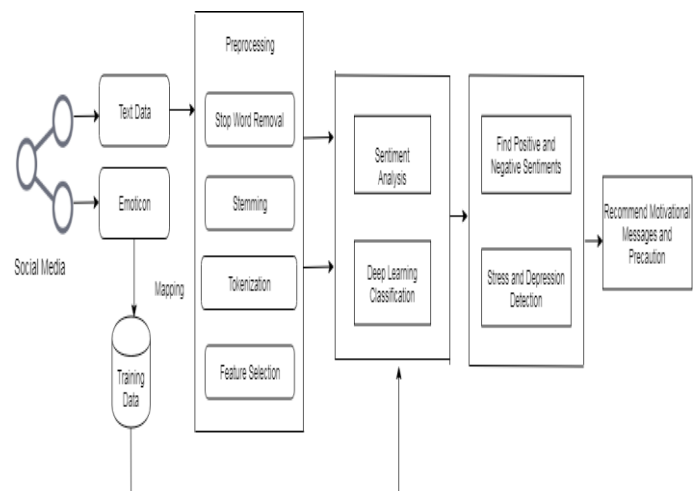 Social Media
Text Data
Emoticon
Mapping
Training
Data
Preprocessing
Stop Word Removal
Stemming
Tokenization
Feature Selection
Sentiment
Analysis
Deep Learning
Classification
Find Positive and
Negative Sentiments
Stress and Depression
Detection
Recommend Motivational
Messages and
Precaution